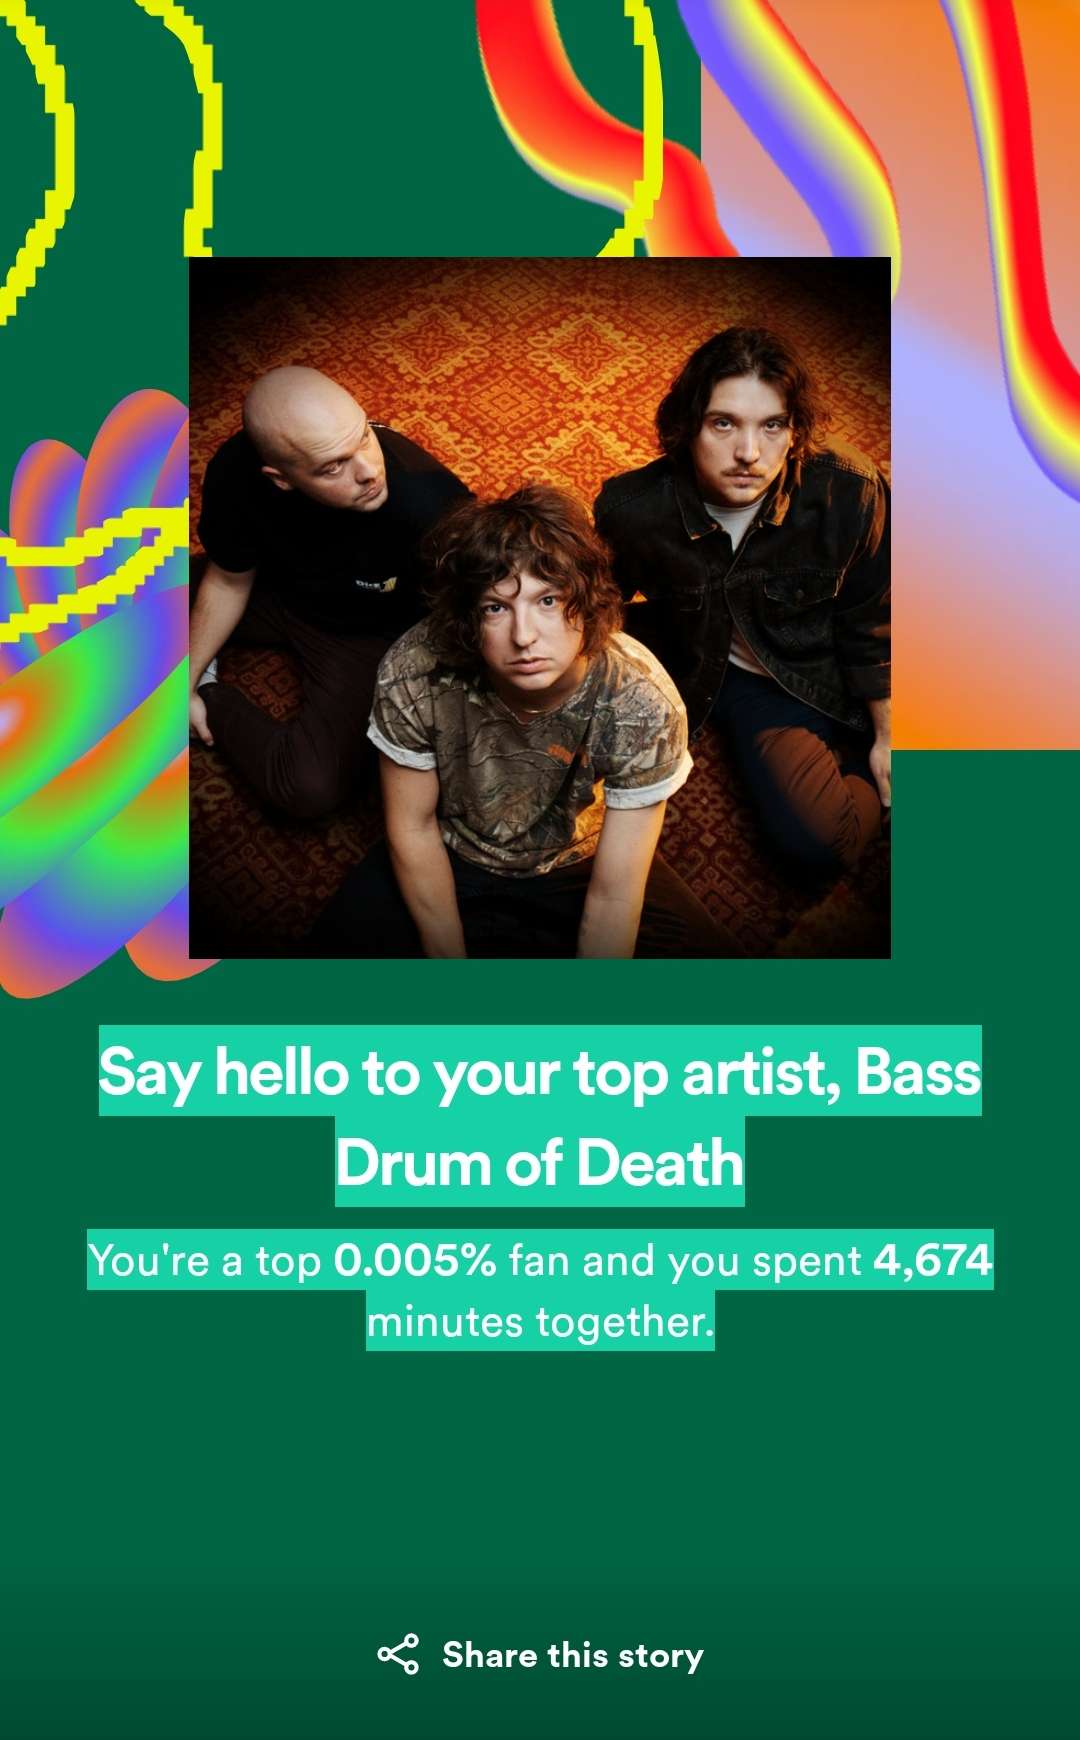 Say hello to your top artist, Bass
Drum of Death
You're a top 0.005% fan and you spent 4,674
minutes together.
Share this story